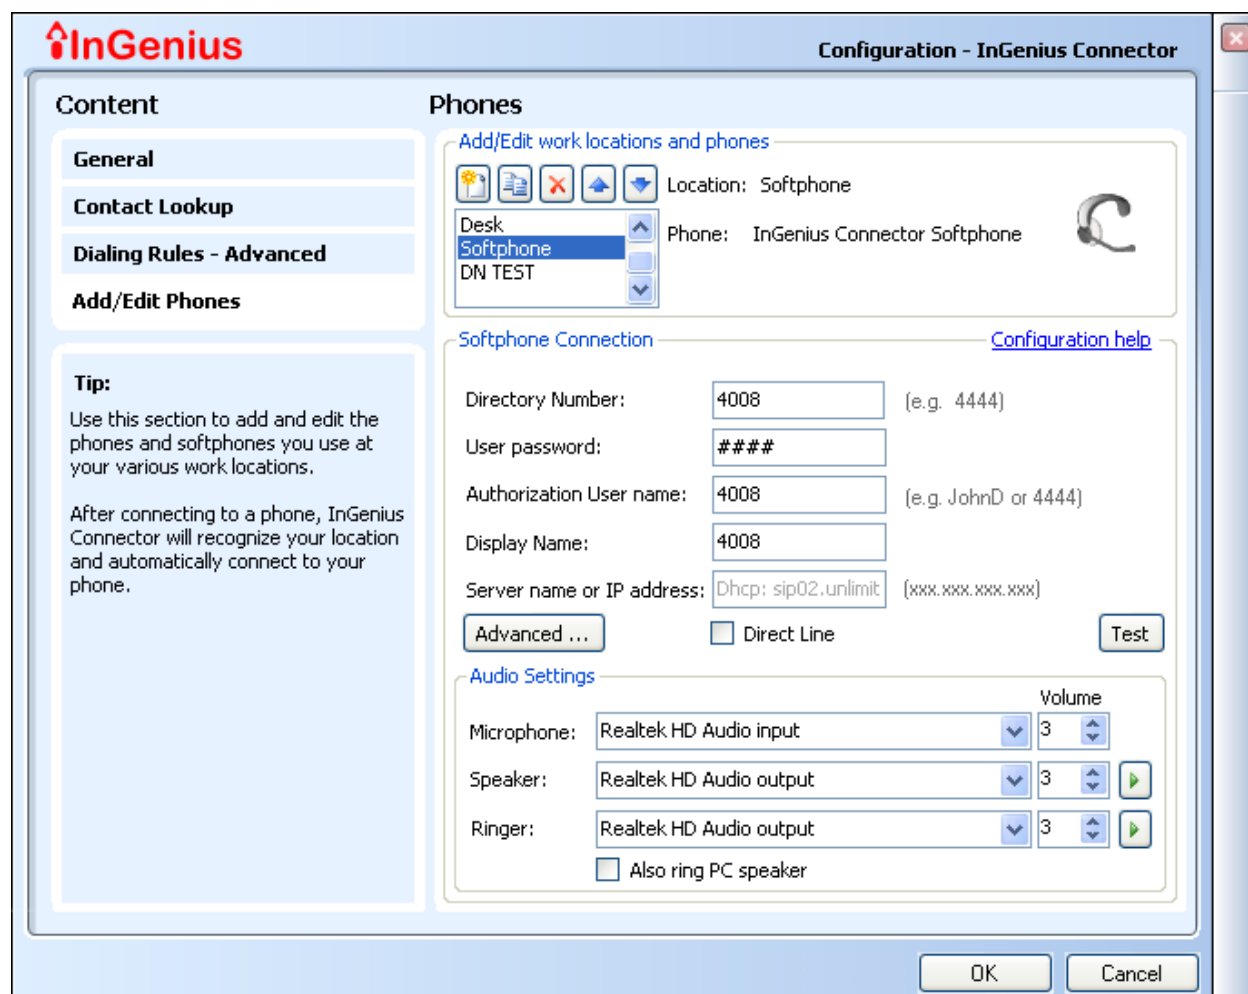 InGenius
Configuration - InGenius Connector
Content
General
Contact Lookup
Dialing Rules - Advanced
Add/Edit Phones
Tip:
Use this section to add and edit the
phones and softphones you use at
your various work locations.
After connecting to a phone, InGenius
Connector will recognize your location
and automatically connect to your
phone.
Phones
Add/Edit work locations and phones
Location: Softphone
Desk
Softphone
DN TEST
Phone: InGenius Connector Softphone
Softphone Connection
Configuration help
Directory Number: 4008 (e.g. 4444)
User password: ####
Authorization User name: 4008 (e.g. JohnD or 4444)
Display Name: 4008
Server name or IP address: Dhcp: sip02.unlimit (xxx.xxx.xxx.xxx)
Advanced ... Direct Line Test
Audio Settings
Volume
Microphone: Realtek HD Audio input 3
Speaker: Realtek HD Audio output 3
Ringer: Realtek HD Audio output 3
Also ring PC speaker
OK Cancel